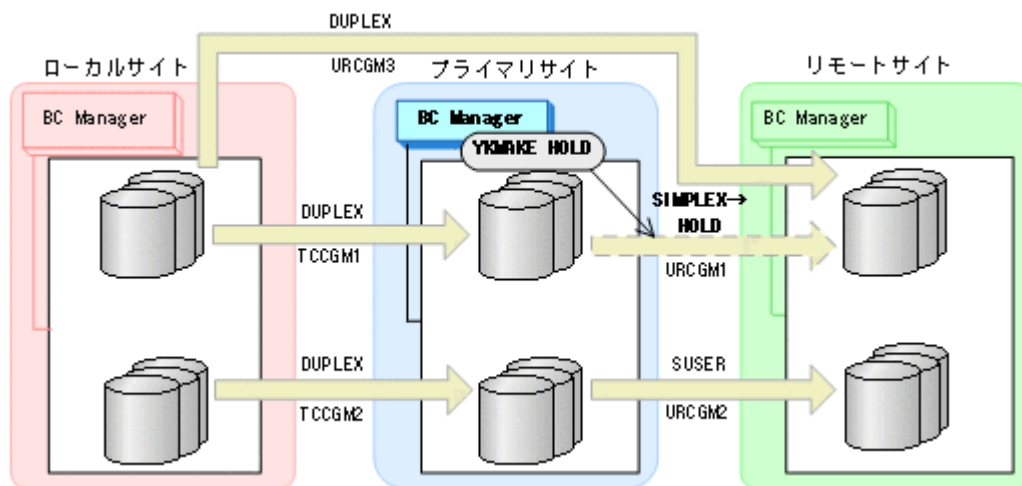 DUPLEX
URCGM3
ローカルサイト
プライマリサイト
リモートサイト
BC Manager
BC Manager
BC Manager
YKMAKE HOLD
DUPLEX
TCCGM1
SIMPLEX→
HOLD
URCGM1
DUPLEX
TCCGM2
SUSER
URCGM2